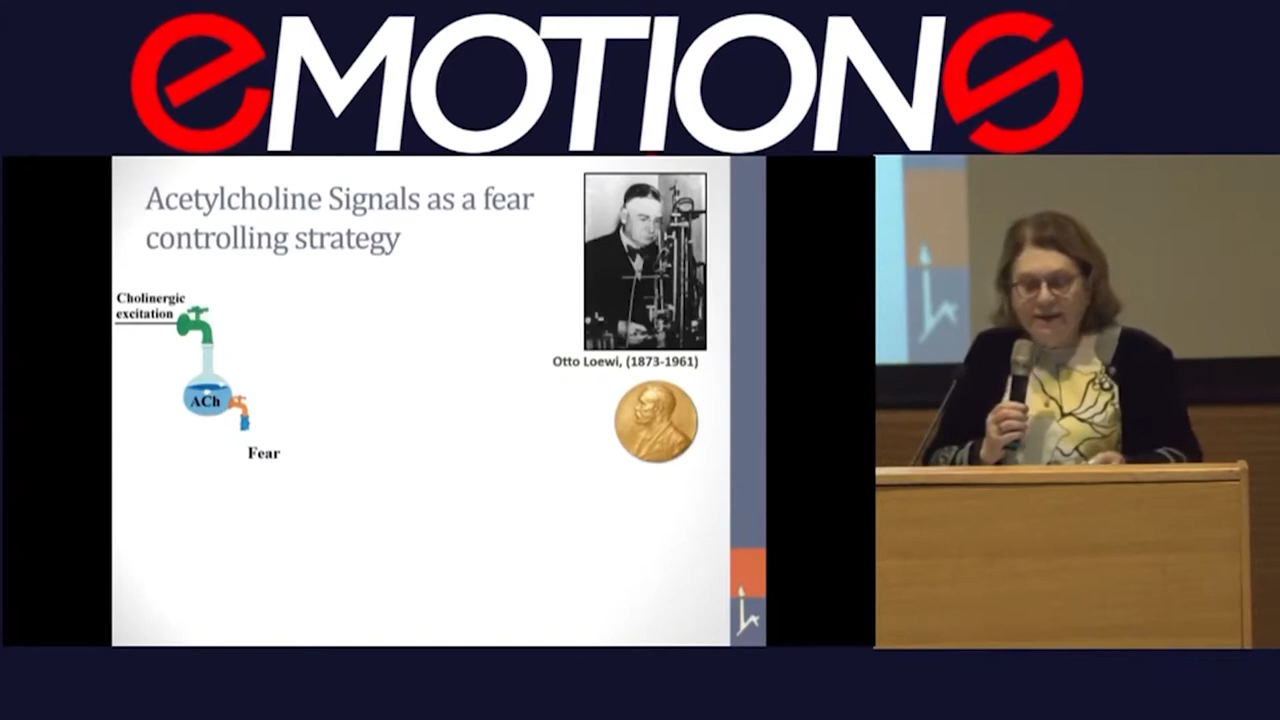 eMOTIONS
Acetylcholine Signals as a fear
controlling strategy
Cholinergic
excitation
ACh
Fear
Otto Loewi, (1873-1961)